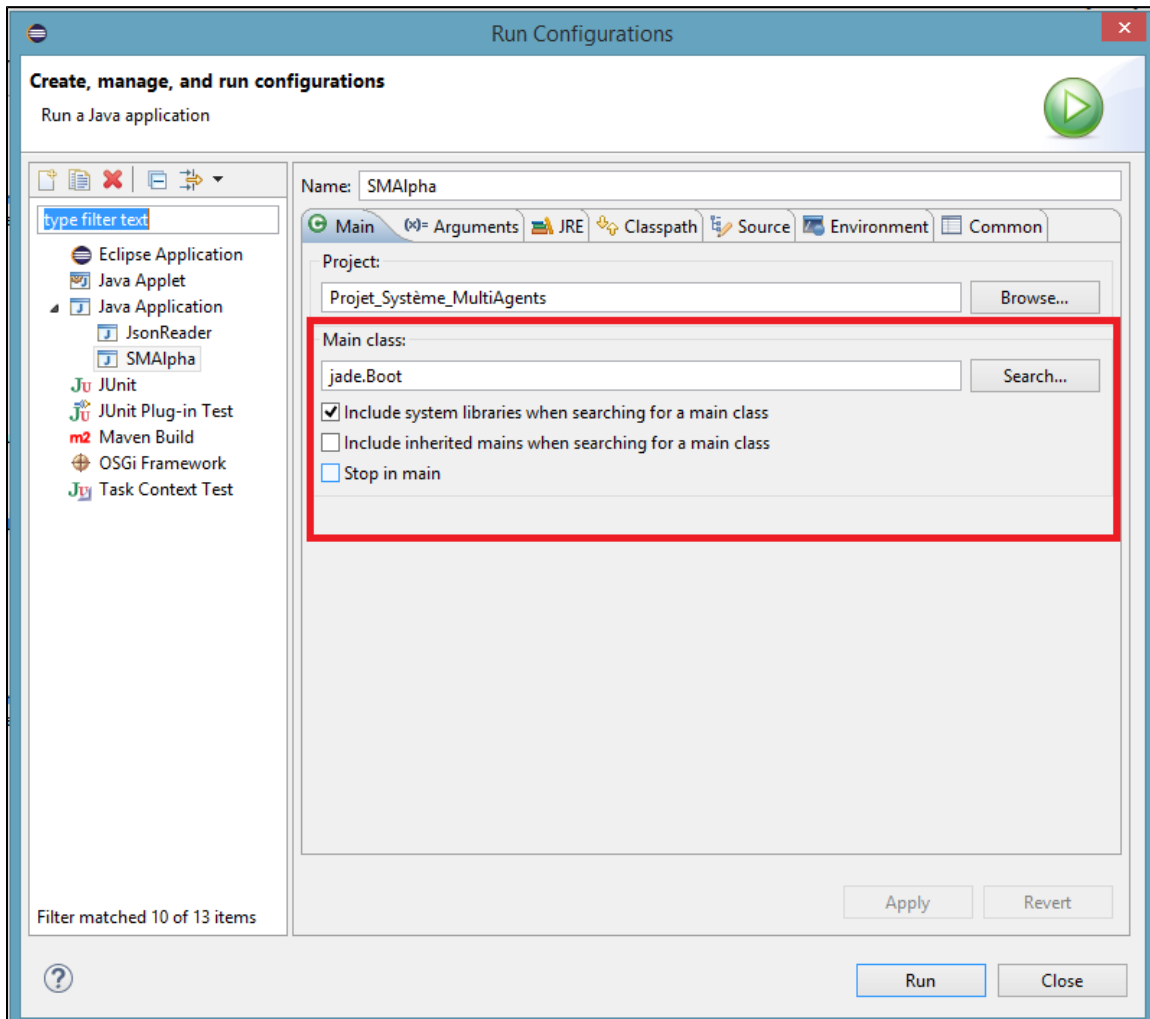 Run Configurations
Create, manage, and run configurations
Run a Java application
type filter text
Eclipse Application
Java Applet
Java Application
JsonReader
SMAlpha
JUnit
JUnit Plug-in Test
Maven Build
OSGi Framework
Task Context Test
Filter matched 10 of 13 items
Name: SMAlpha
Main (x)= Arguments JRE Classpath Source Environment Common
Project:
Projet_Système_MultiAgents Browse...
Main class:
jade.Boot Search...
Include system libraries when searching for a main class
Include inherited mains when searching for a main class
Stop in main
Apply Revert
Run Close